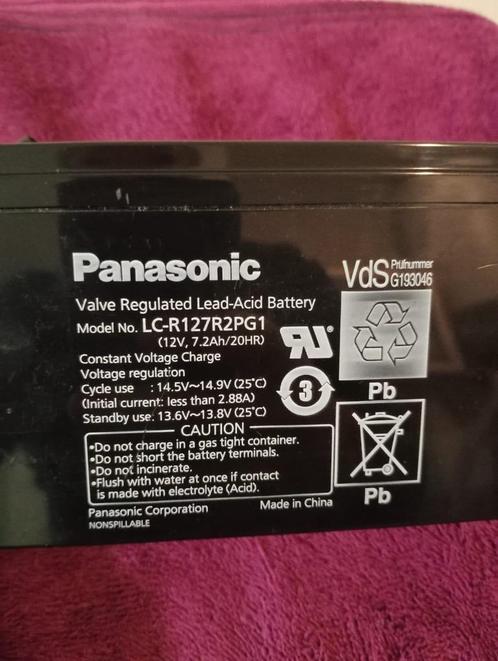 Panasonic
VdS Prüfnummer
G193046
Valve Regulated Lead-Acid Battery
Model No. LC-R127R2PG1
(12V, 7.2Ah/20HR)
Constant Voltage Charge
Voltage regulation
Cycle use : 14.5V~14.9V (25℃)
(Initial current: less than 2.88A)
Standby use: 13.6V~13.8V (25℃)
3
Pb
CAUTION
•Do not charge in a gas tight container.
•Do not short the battery terminals.
•Do not incinerate.
•Flush with water at once if contact
is made with electrolyte (Acid).
Pb
Panasonic Corporation
Made in China
NONSPILLABLE